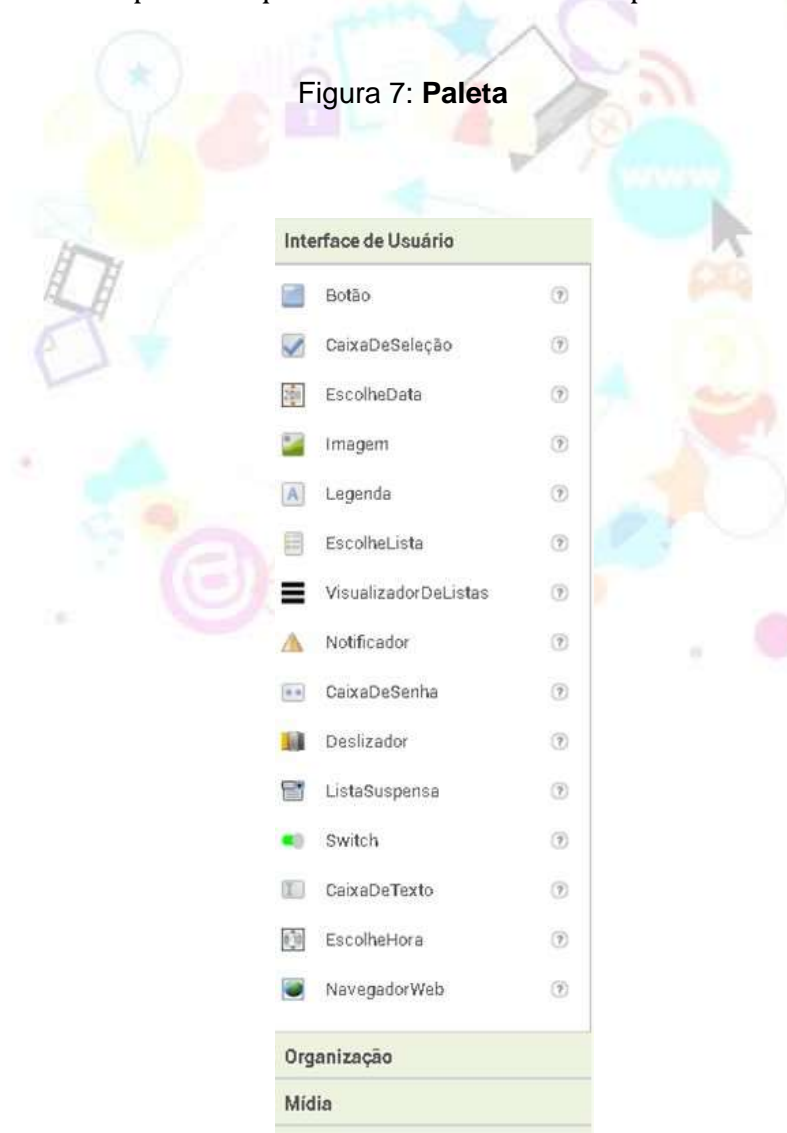 Figura 7: Paleta
www
Interface de Usuário
Botão
CaixaDeSeleção
EscolheData
Imagem
A Legenda
EscolheLista
VisualizadorDeListas
Notificador
CaixaDeSenha
Deslizador
ListaSuspensa
Switch
CaixaDeTexto
EscolheHora
NavegadorWeb
Organização
Mídia